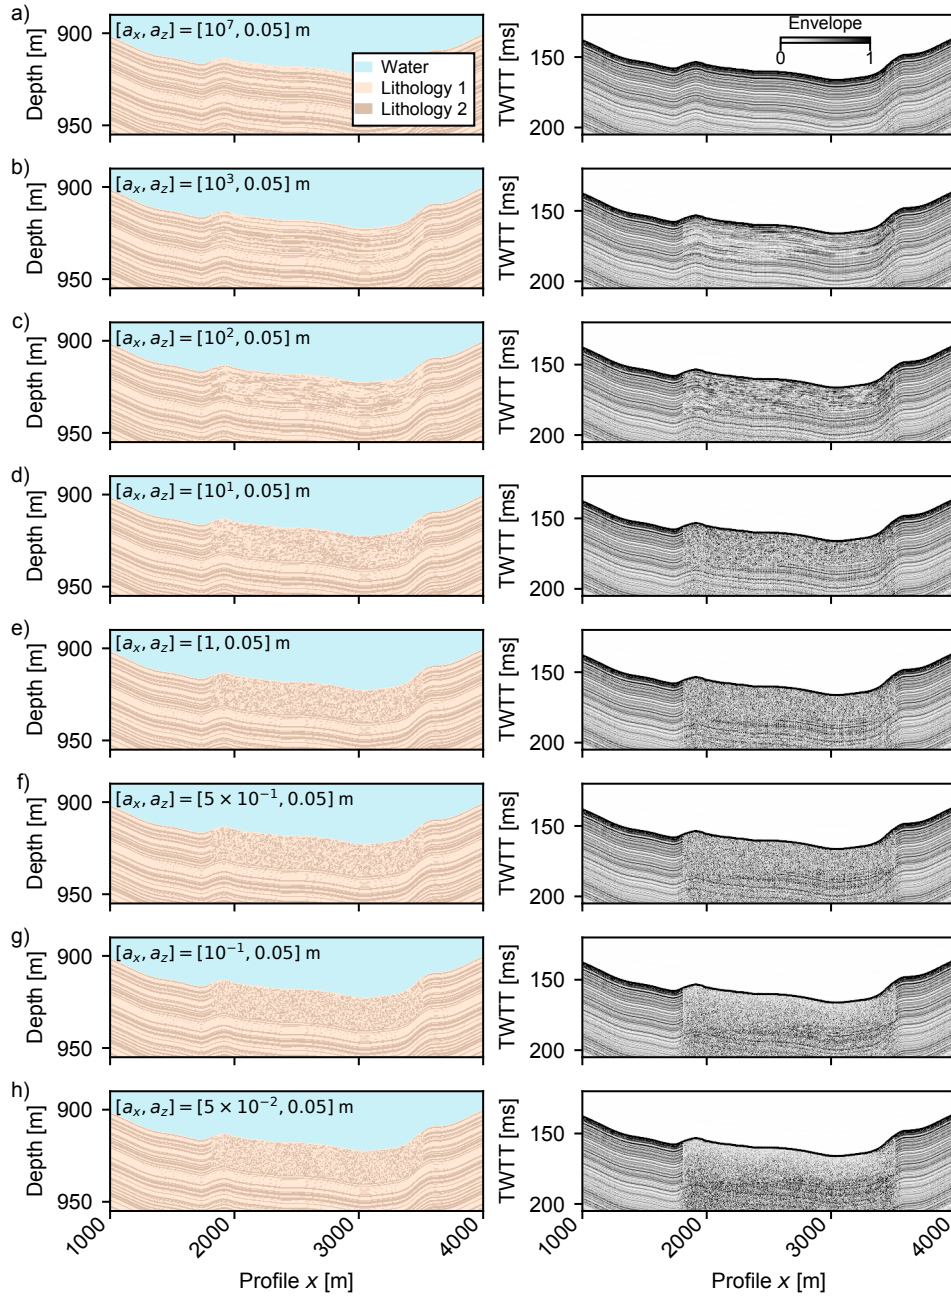 a)
[a_x, a_z] = [10^7, 0.05] m
Depth [m]
900
950
Water
Lithology 1
Lithology 2
TWTT [ms]
150
200
Envelope
0 1
b)
[a_x, a_z] = [10^3, 0.05] m
Depth [m]
900
950
TWTT [ms]
150
200
c)
[a_x, a_z] = [10^2, 0.05] m
Depth [m]
900
950
TWTT [ms]
150
200
d)
[a_x, a_z] = [10^1, 0.05] m
Depth [m]
900
950
TWTT [ms]
150
200
e)
[a_x, a_z] = [1, 0.05] m
Depth [m]
900
950
TWTT [ms]
150
200
f)
[a_x, a_z] = [5 × 10^−1, 0.05] m
Depth [m]
900
950
TWTT [ms]
150
200
g)
[a_x, a_z] = [10^−1, 0.05] m
Depth [m]
900
950
TWTT [ms]
150
200
h)
[a_x, a_z] = [5 × 10^−2, 0.05] m
Depth [m]
900
950
TWTT [ms]
150
200
1000 2000 3000 4000
Profile x [m]
1000 2000 3000 4000
Profile x [m]